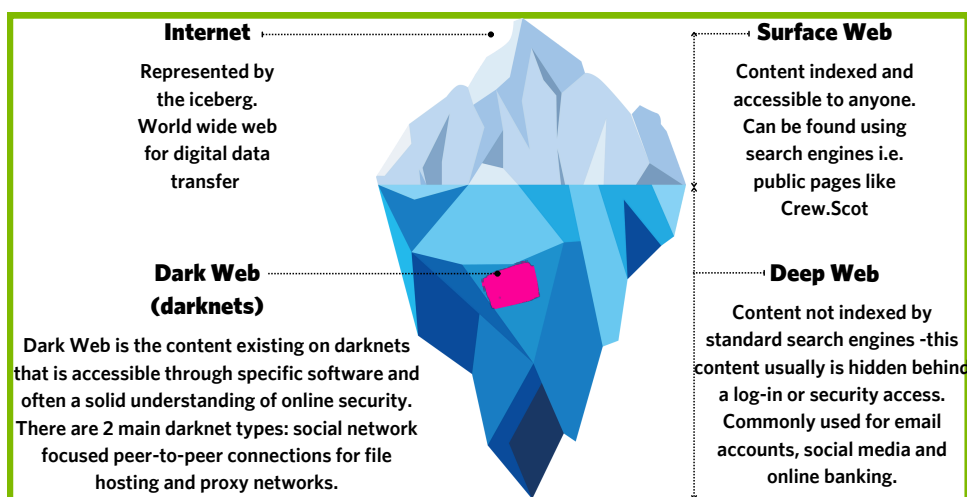 Internet
Represented by
the iceberg.
World wide web
for digital data
transfer
Surface Web
Content indexed and
accessible to anyone.
Can be found using
search engines i.e.
public pages like
Crew.Scot
Dark Web
(darknets)
Dark Web is the content existing on darknets
that is accessible through specific software and
often a solid understanding of online security.
There are 2 main darknet types: social network
focused peer-to-peer connections for file
hosting and proxy networks.
Deep Web
Content not indexed by
standard search engines -this
content usually is hidden behind
a log-in or security access.
Commonly used for email
accounts, social media and
online banking.